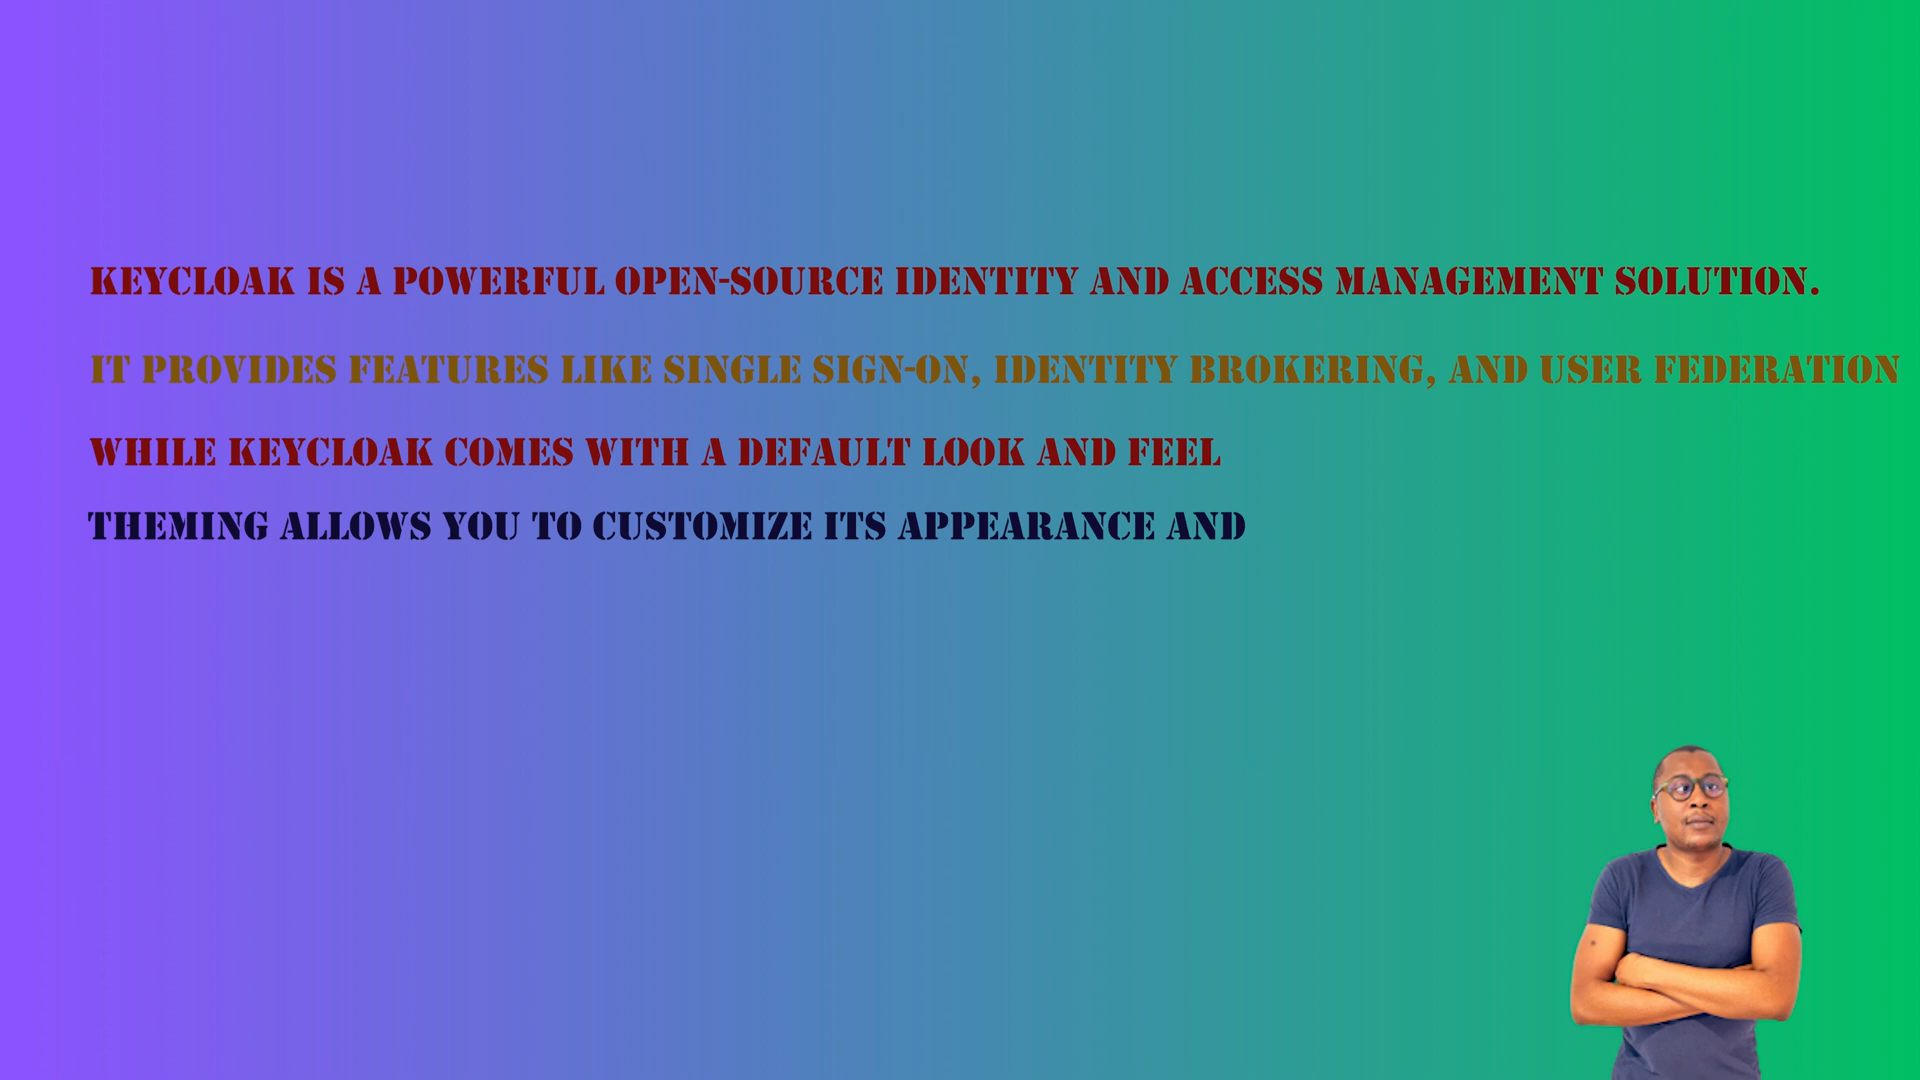 KEYCLOAK IS A POWERFUL OPEN-SOURCE IDENTITY AND ACCESS MANAGEMENT SOLUTION.
IT PROVIDES FEATURES LIKE SINGLE SIGN-ON, IDENTITY BROKERING, AND USER FEDERATION
WHILE KEYCLOAK COMES WITH A DEFAULT LOOK AND FEEL
THEMING ALLOWS YOU TO CUSTOMIZE ITS APPEARANCE AND